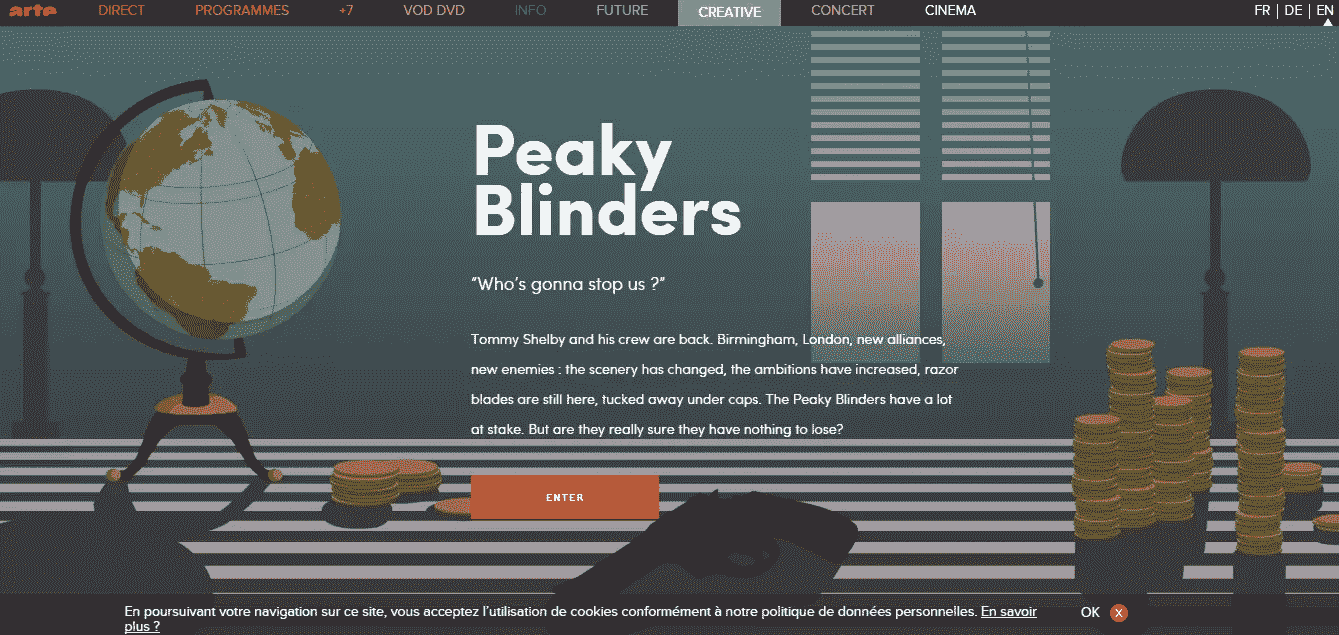 arte DIRECT PROGRAMMES +7 VOD DVD INFO FUTURE CREATIVE CONCERT CINEMA FR | DE | EN
Peaky
Blinders
"Who's gonna stop us ?"
Tommy Shelby and his crew are back. Birmingham, London, new alliances,
new enemies : the scenery has changed, the ambitions have increased, razor
blades are still here, tucked away under caps. The Peaky Blinders have a lot
at stake. But are they really sure they have nothing to lose?
ENTER
En poursuivant votre navigation sur ce site, vous acceptez l'utilisation de cookies conformément à notre politique de données personnelles. En savoir
plus ?
OK X